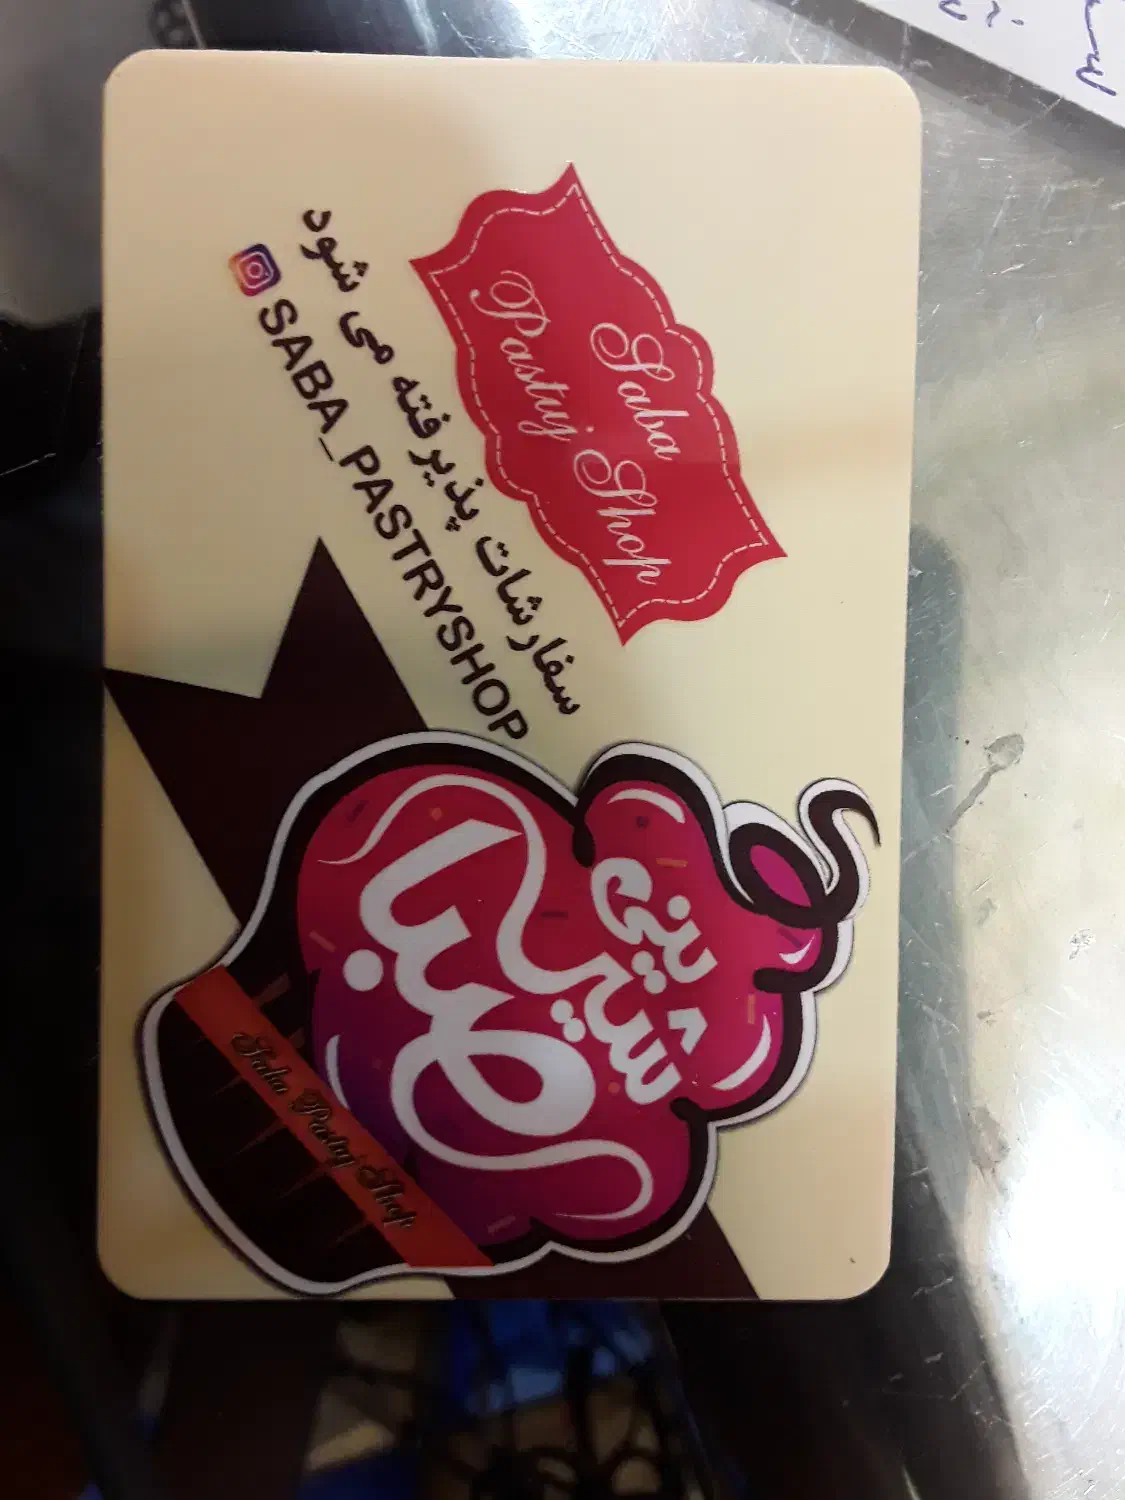 Saba
Pastry Shop
سفارشات پذیرفته می شود
SABA_PASTRYSHOP
شیرینی
صبا
Saba Pastry Shop